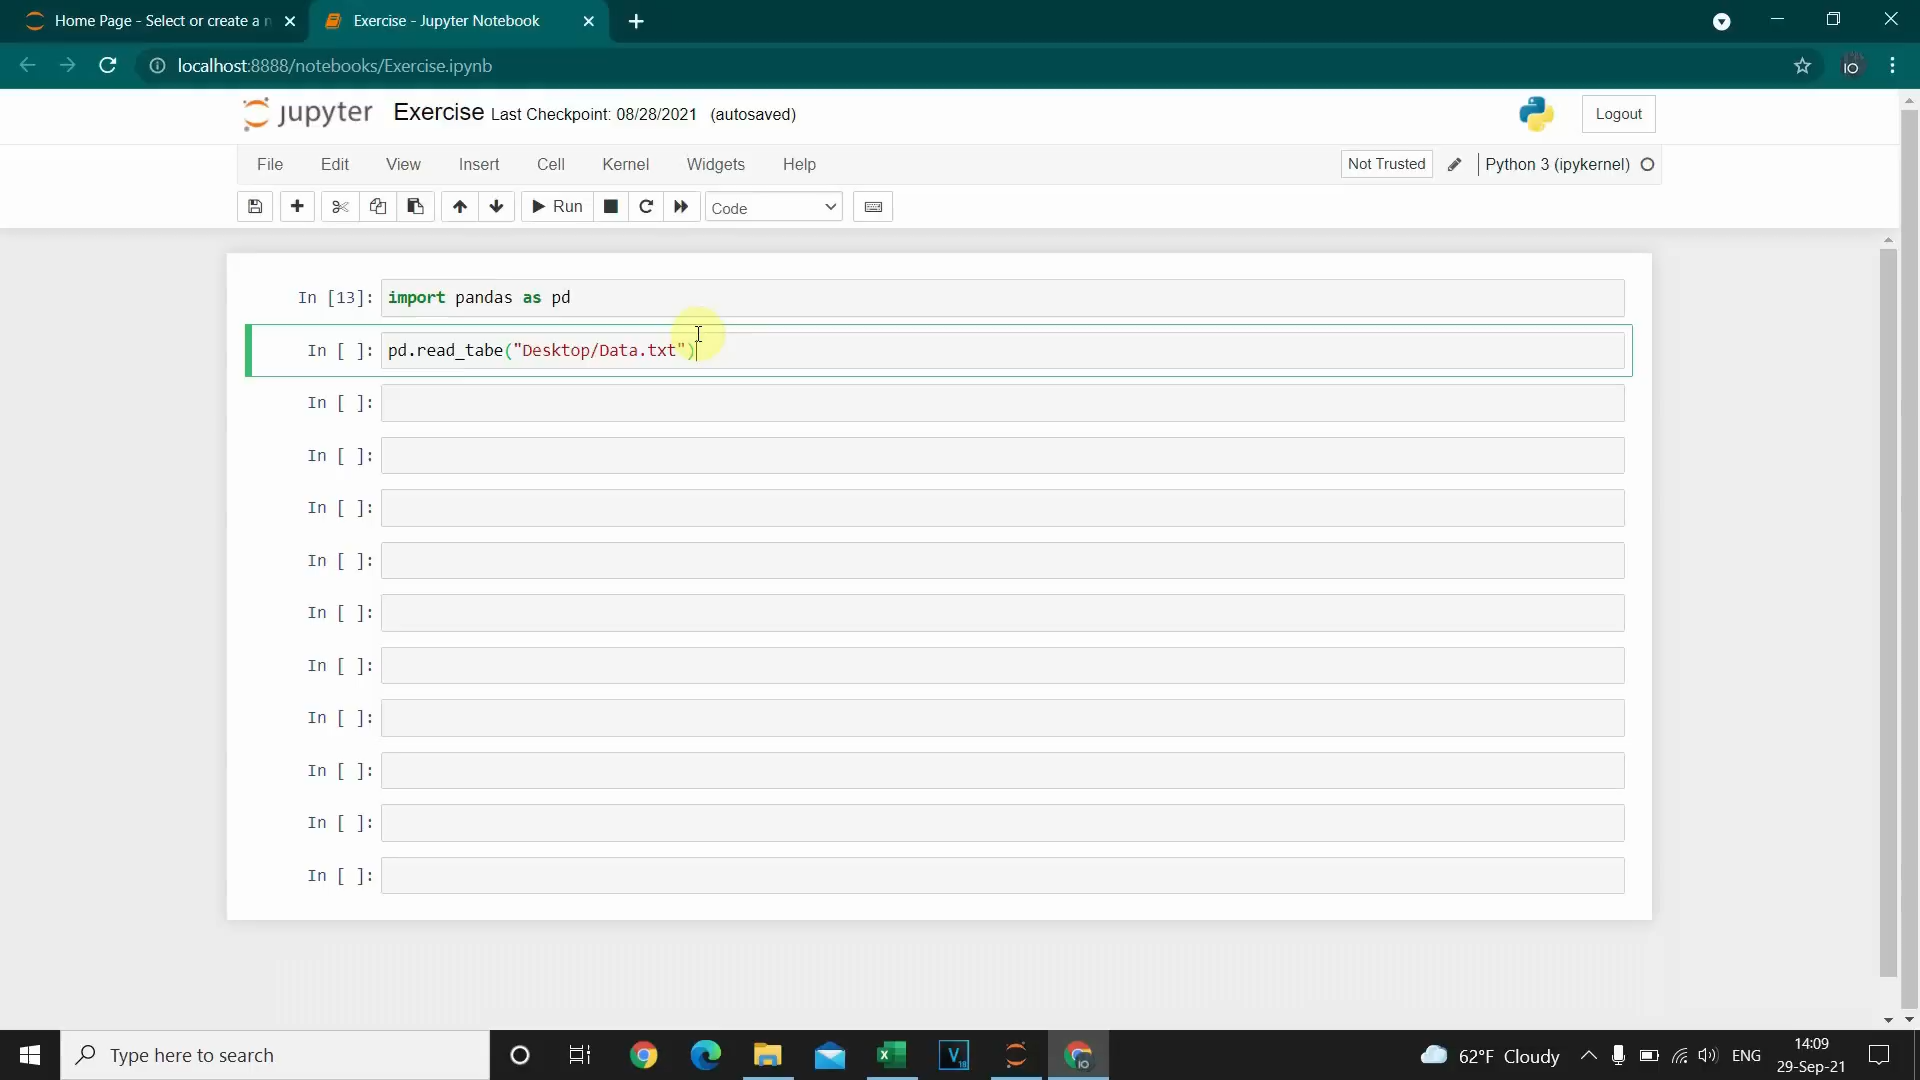 Home Page - Select or create a n
Exercise - Jupyter Notebook
localhost:8888/notebooks/Exercise.ipynb
IO
jupyter Exercise Last Checkpoint: 08/28/2021 (autosaved)
Logout
File Edit View Insert Cell Kernel Widgets Help
Not Trusted
Python 3 (ipykernel)
Run
Code
In [13]: import pandas as pd
In [ ]: pd.read_tabe("Desktop/Data.txt")
In [ ]:
In [ ]:
In [ ]:
In [ ]:
In [ ]:
In [ ]:
In [ ]:
In [ ]:
In [ ]:
In [ ]:
Type here to search
62°F Cloudy
ENG
14:09
29-Sep-21